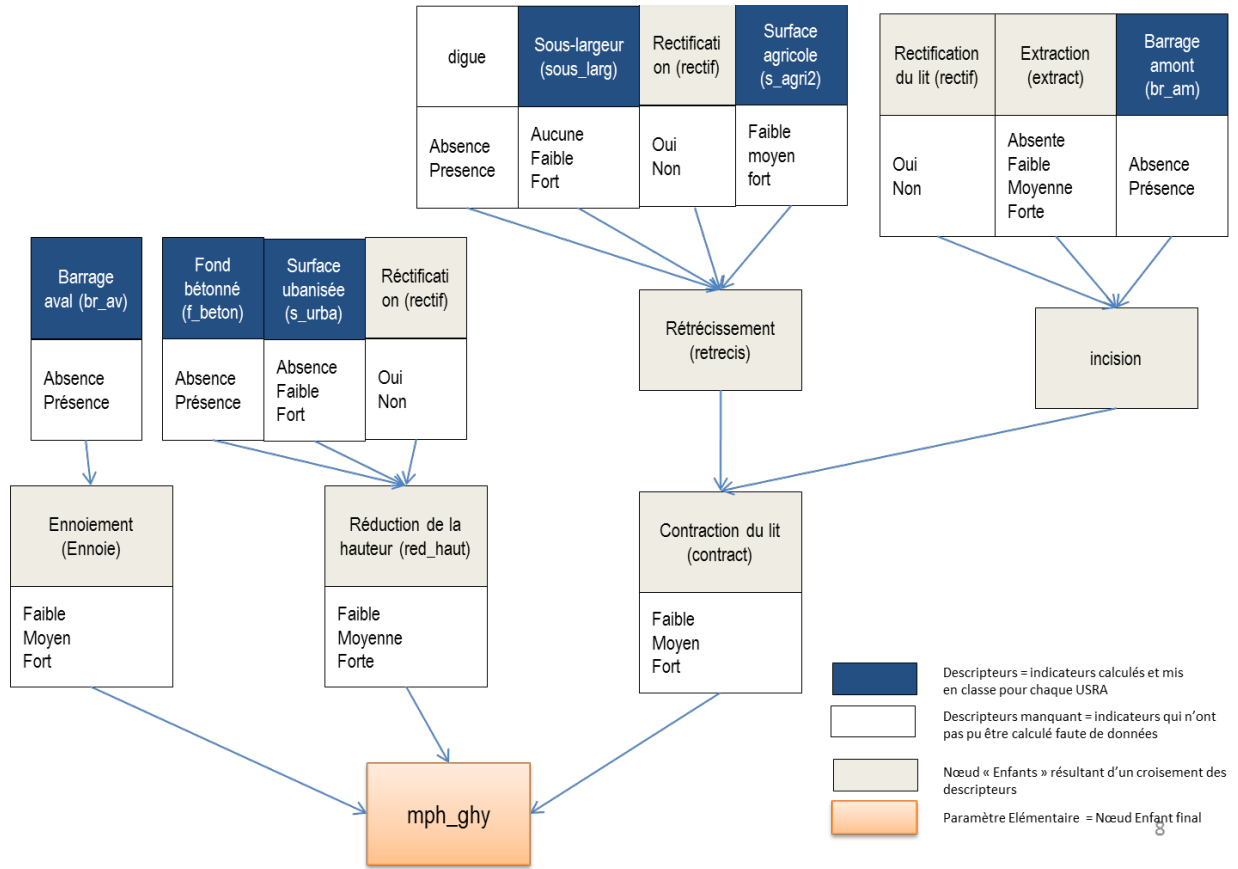 digue
Sous-largeur
(sous_larg)
Rectificati
on (rectif)
Surface
agricole
(s_agri2)
Absence
Presence
Aucune
Faible
Fort
Oui
Non
Faible
moyen
fort
Rectification
du lit (rectif)
Extraction
(extract)
Barrage
amont
(br_am)
Oui
Non
Absente
Faible
Moyenne
Forte
Absence
Présence
Barrage
aval (br_av)
Fond
bétonné
(f_beton)
Surface
ubanisée
(s_urba)
Réctificati
on (rectif)
Absence
Présence
Absence
Présence
Absence
Faible
Fort
Oui
Non
Rétrécissement
(retrecis)
incision
Ennoiement
(Ennoie)
Réduction de la
hauteur (red_haut)
Contraction du lit
(contract)
Faible
Moyen
Fort
Faible
Moyenne
Forte
Faible
Moyen
Fort
mph_ghy
Descripteurs = indicateurs calculés et mis
en classe pour chaque USRA
Descripteurs manquant = indicateurs qui n'ont
pas pu être calculé faute de données
Nœud « Enfants » résultant d'un croisement des
descripteurs
Paramètre Elémentaire = Nœud Enfant final
8